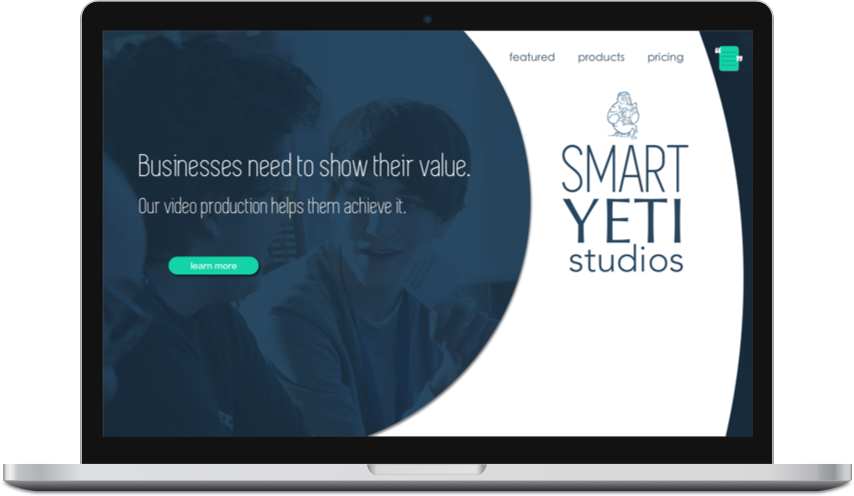 featured products pricing
Businesses need to show their value.
Our video production helps them achieve it.
learn more
SMART
YETI
studios